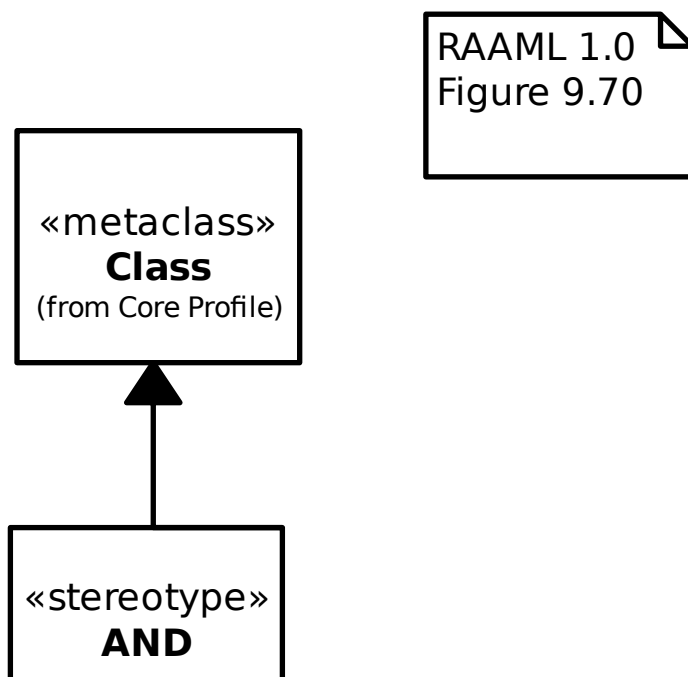 RAAML 1.0
Figure 9.70
«metaclass»
Class
(from Core Profile)
«stereotype»
AND